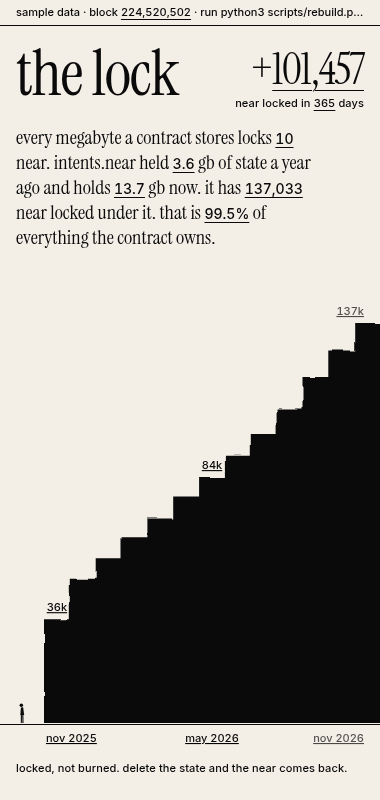 sample data · block 224,520,502 · run python3 scripts/rebuild.p...
the lock
+101,457
near locked in 365 days
every megabyte a contract stores locks 10
near. intents.near held 3.6 gb of state a year
ago and holds 13.7 gb now. it has 137,033
near locked under it. that is 99.5% of
everything the contract owns.
137k
84k
36k
nov 2025 may 2026 nov 2026
locked, not burned. delete the state and the near comes back.